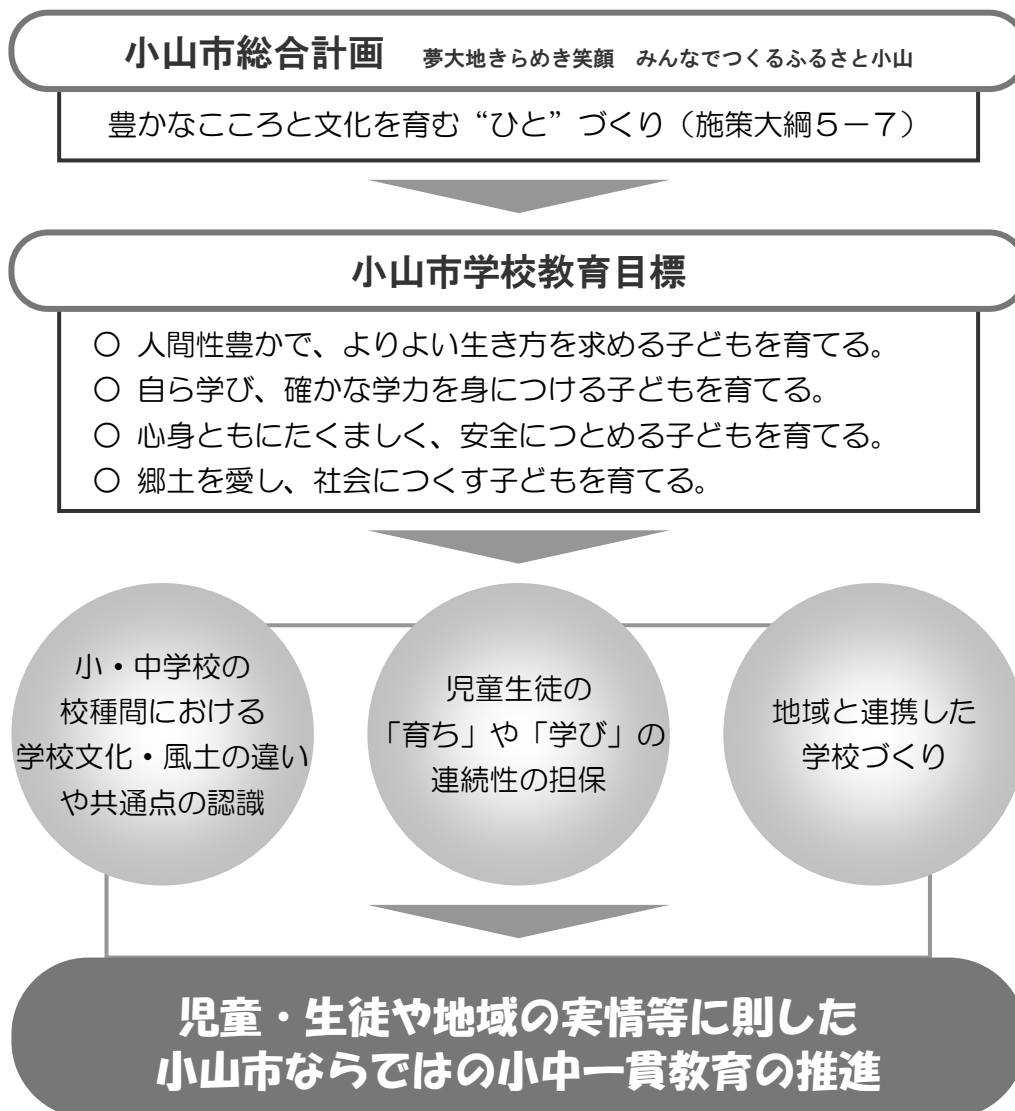 小山市総合計画　夢大地きらめき笑顔　みんなでつくるふるさと小山
豊かなこころと文化を育む“ひと”づくり（施策大綱５－７）
小山市学校教育目標
○ 人間性豊かで、よりよい生き方を求める子どもを育てる。
○ 自ら学び、確かな学力を身につける子どもを育てる。
○ 心身ともにたくましく、安全につとめる子どもを育てる。
○ 郷土を愛し、社会につくす子どもを育てる。
小・中学校の
校種間における
学校文化・風土の違い
や共通点の認識
児童生徒の
「育ち」や「学び」の
連続性の担保
地域と連携した
学校づくり
児童・生徒や地域の実情等に則した
小山市ならではの小中一貫教育の推進